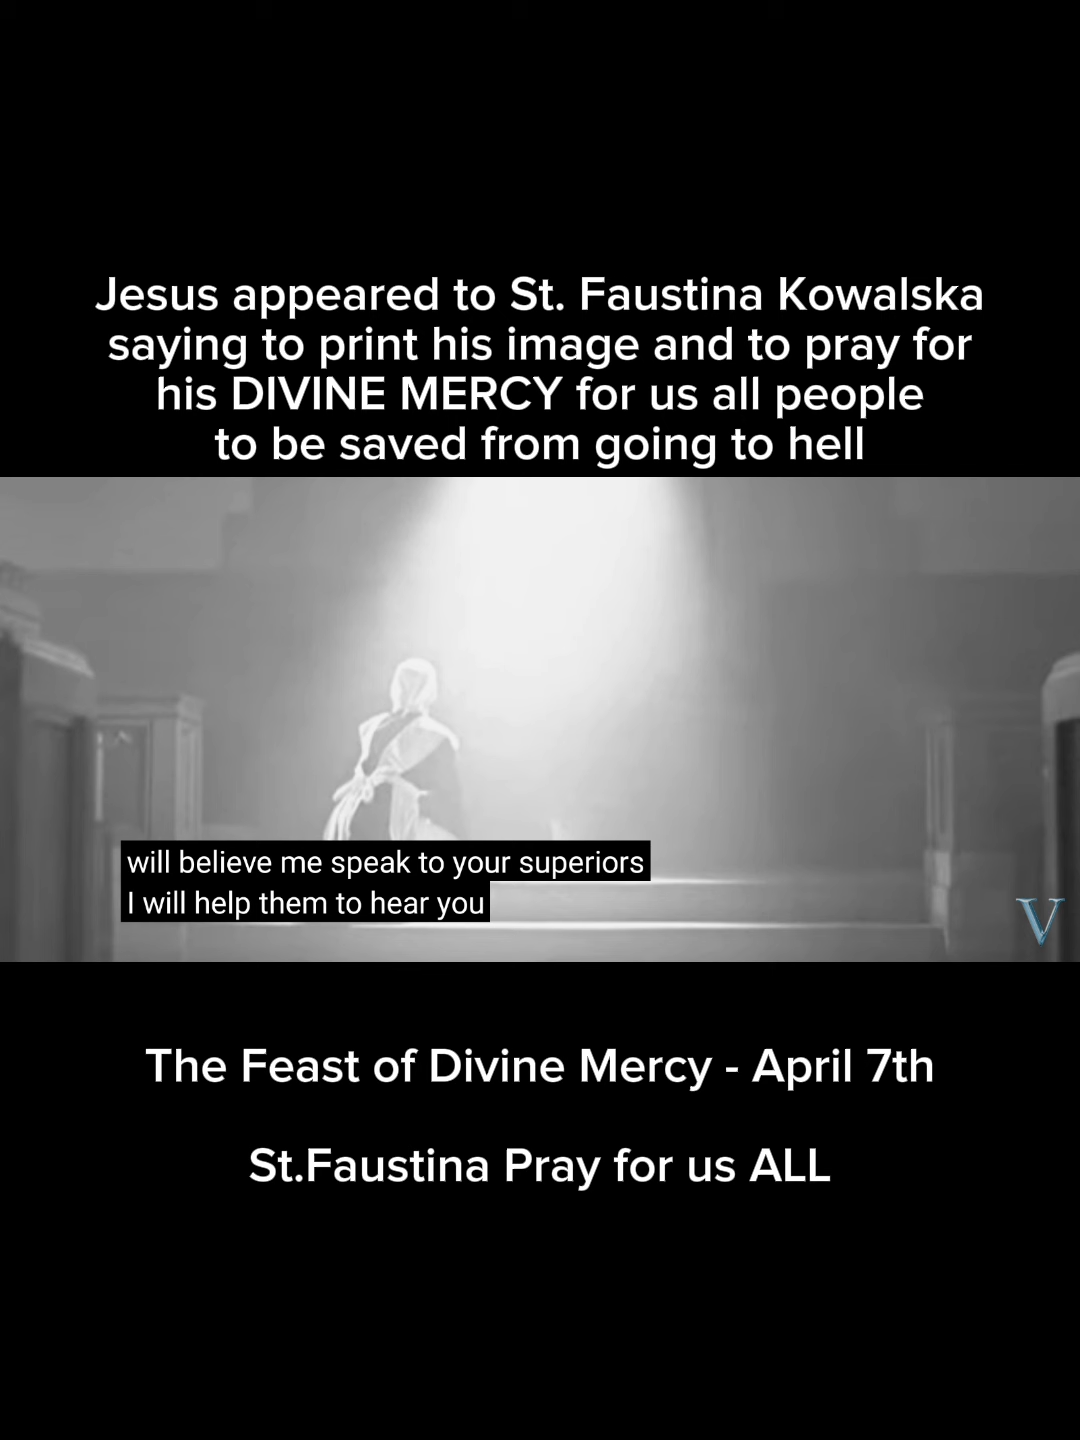 Jesus appeared to St. Faustina Kowalska
saying to print his image and to pray for
his DIVINE MERCY for us all people
to be saved from going to hell
will believe me speak to your superiors
I will help them to hear you
V
The Feast of Divine Mercy - April 7th
St.Faustina Pray for us ALL